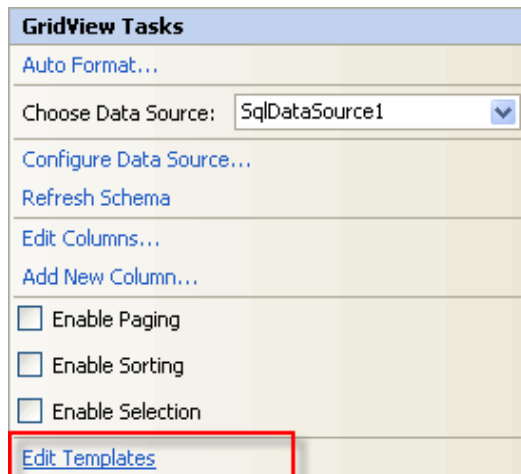 GridView Tasks
Auto Format...
Choose Data Source: SqlDataSource1
Configure Data Source...
Refresh Schema
Edit Columns...
Add New Column...
Enable Paging
Enable Sorting
Enable Selection
Edit Templates